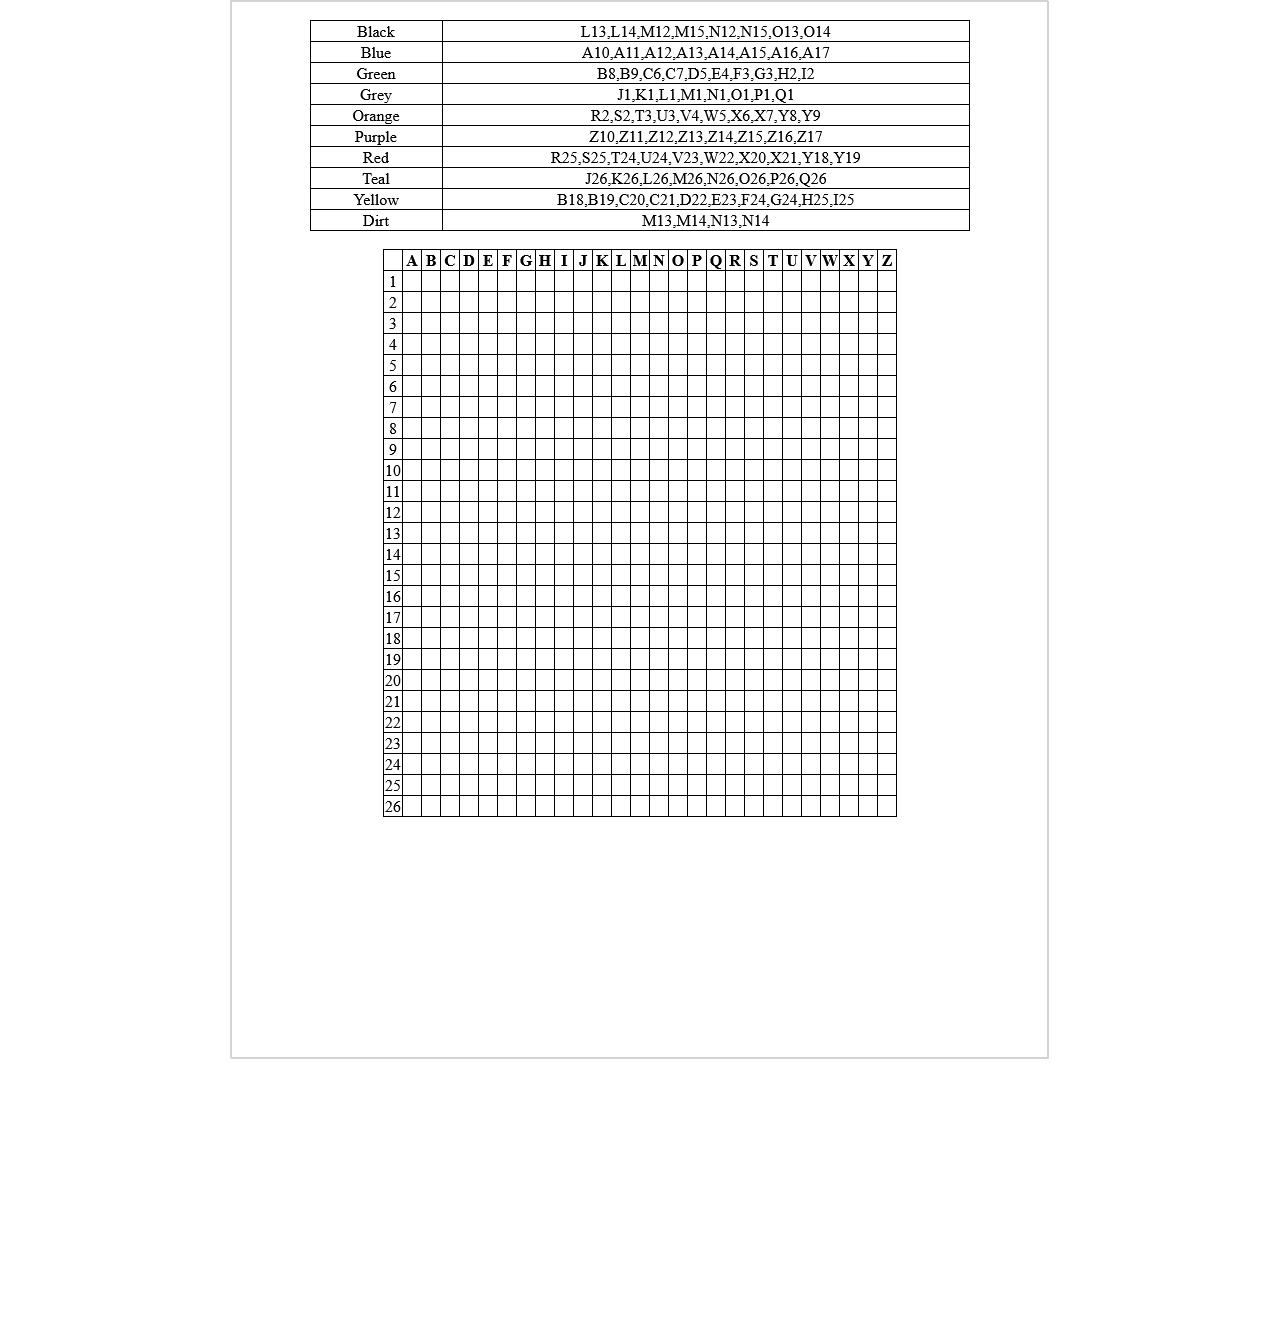 Black L13,L14,M12,M15,N12,N15,O13,O14
Blue A10,A11,A12,A13,A14,A15,A16,A17
Green B8,B9,C6,C7,D5,E4,F3,G3,H2,I2
Grey J1,K1,L1,M1,N1,O1,P1,Q1
Orange R2,S2,T3,U3,V4,W5,X6,X7,Y8,Y9
Purple Z10,Z11,Z12,Z13,Z14,Z15,Z16,Z17
Red R25,S25,T24,U24,V23,W22,X20,X21,Y18,Y19
Teal J26,K26,L26,M26,N26,O26,P26,Q26
Yellow B18,B19,C20,C21,D22,E23,F24,G24,H25,I25
Dirt M13,M14,N13,N14
A B C D E F G H I J K L M N O P Q R S T U V W X Y Z
1
2
3
4
5
6
7
8
9
10
11
12
13
14
15
16
17
18
19
20
21
22
23
24
25
26